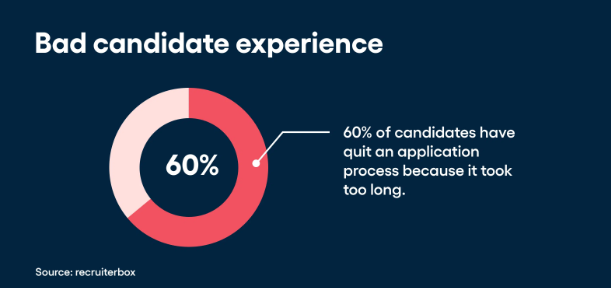 Bad candidate experience
60%
60% of candidates have
quit an application
process because it took
too long.
Source: recruiterbox